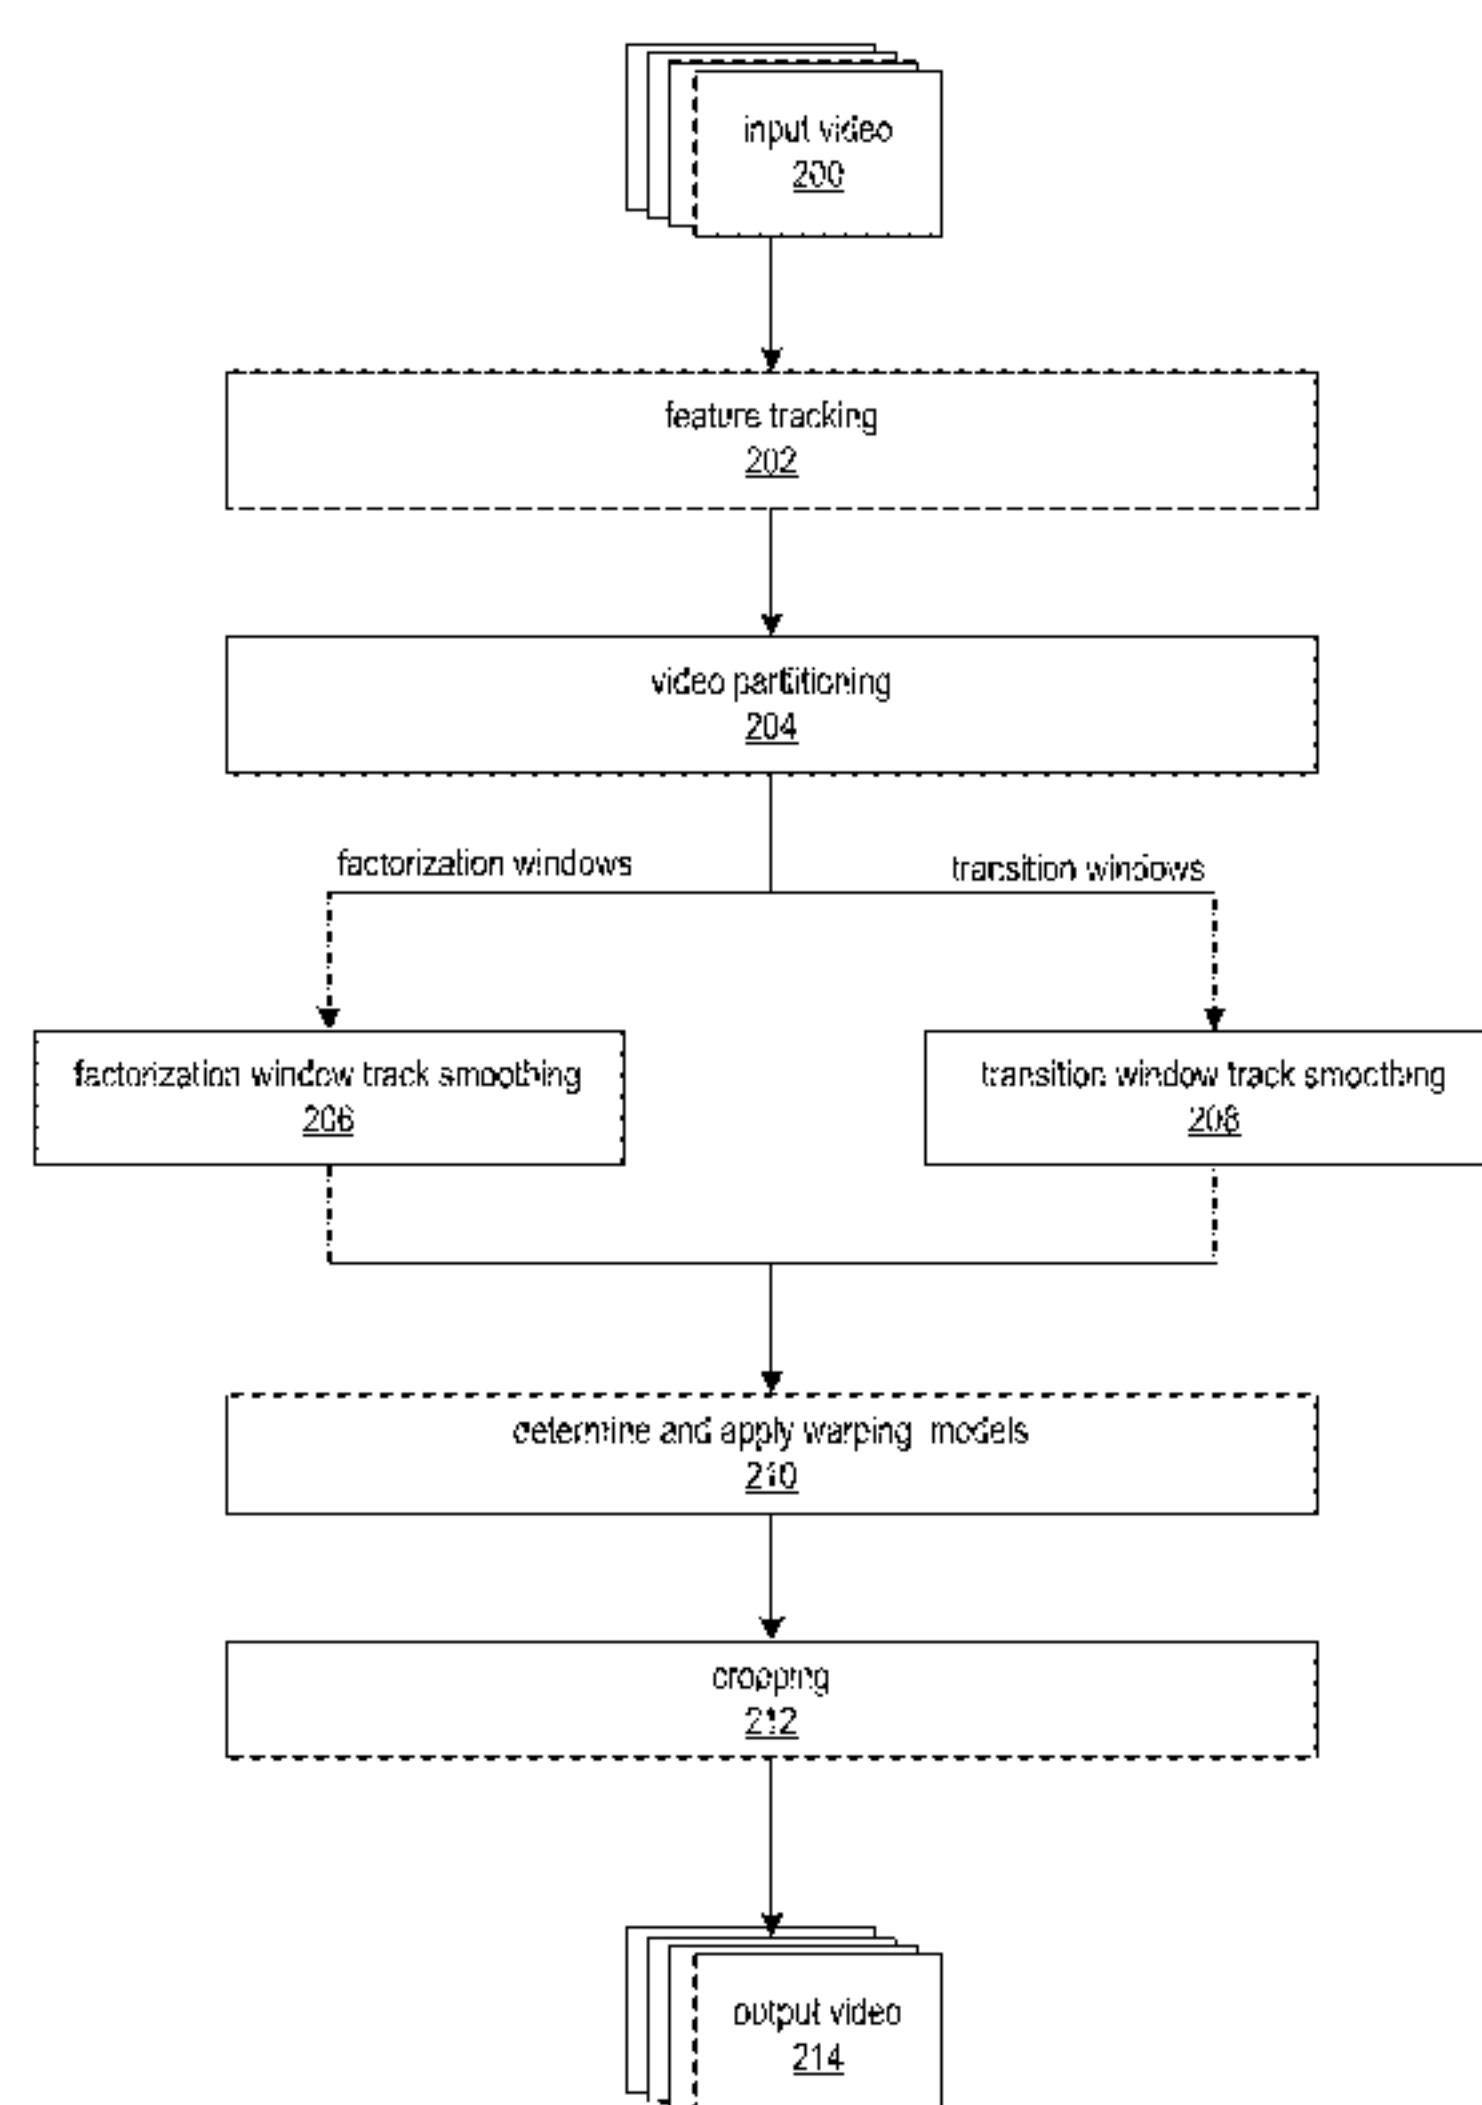 input video
200
feature tracking
202
video partitioning
204
factorization windows
transition windows
factorization window track smoothing
206
transition window track smoothing
208
determine and apply warping models
210
cropping
212
output video
214